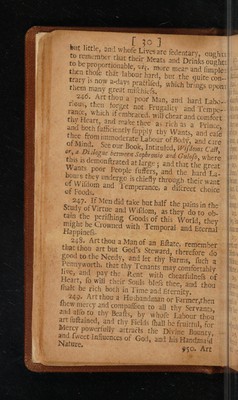 [ 30 ]
but little, and whose Lives are sedentary, ought
to remember that their Meats and Drinks ought
to be proportionable, viz. more mean and simple
then those that labour hard, but the quite con-
trary is now a-days practised, which brings upon
them many great mischiefs.
246. Art thou a poor Man, and hard Labo-
rious, then forget not Frugality and Tempe-
rance, which if embraced, will chear and comfort
thy Heart, and make thee as rich as a Prince,
and both sufficiently supply thy Wants, and ease
thee from immoderate Labour of Body, and care
of Mind. See our Book, Intituled, Wisdoms Call,
or, a Dialogue between Sophronio and Guloso, where
this is demonstrated at large; and that the great
Wants poor People suffers, and the hard La-
bours they undergo is chiefly through their want
of Wisdom and Temperance, a discreet choice
of Foods.
247. If Men did take but half the pains in the
Study of Virtue and Wisdom, as they do to ob-
tain the perishing Goods of this World, they
might be Crowned with Temporal and Eternal
Happiness.
248. Art thou a Man of an Estate, remember
that thou art but God's Steward, therefore do
good to the Needy, and let thy Farms, such a
Pennyworth, that thy Tenants may comfortably
live, and pay the Rent with chearfulness of
Heart, so will their Souls bless thee, and thou
shalt be rich both in Time and Eternity.
249. Art thou a Husbandman or Farmer, then
shew mercy and compassion to all thy Servants,
and also to thy Beasts, by whose Labour thou
art sustained, and thy Fields shall be fruitful, for
Mercy powerfully attracts the Divine Bounty,
and sweet influences of God, and his Handmaid
Nature.
250. Art